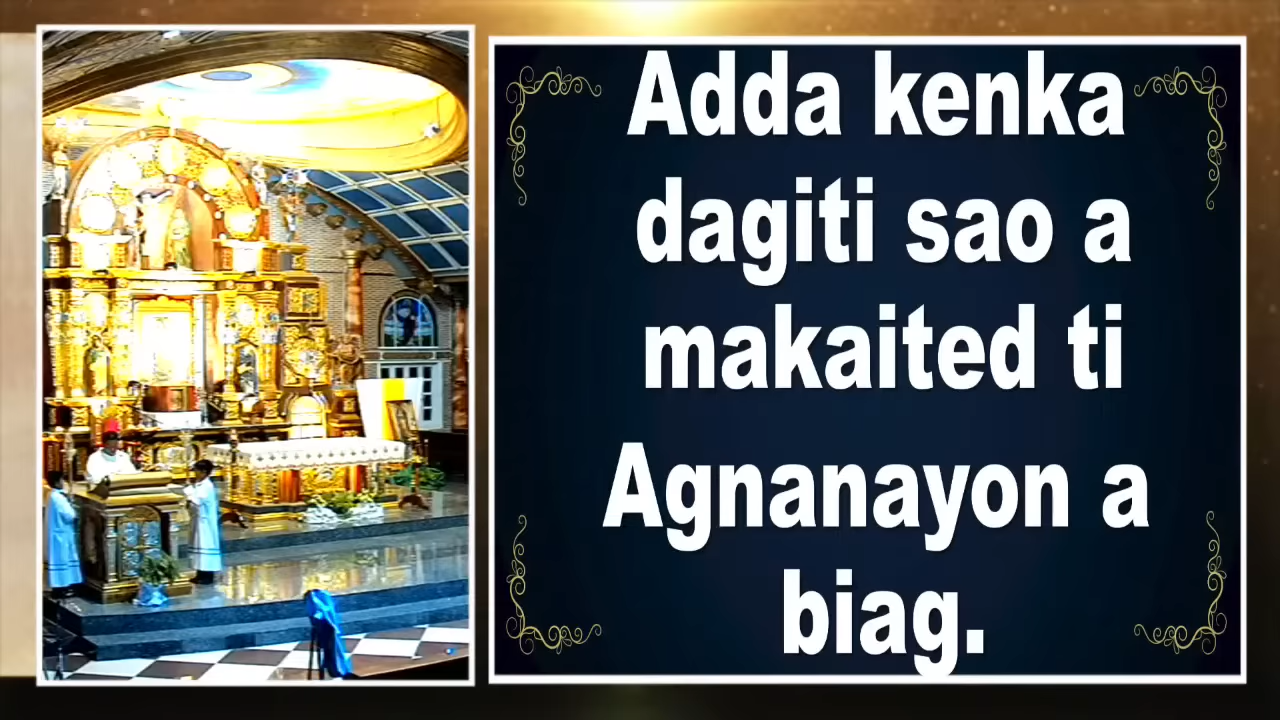 Adda kenka
dagiti sao a
makaited ti
Agnanayon a
biag.